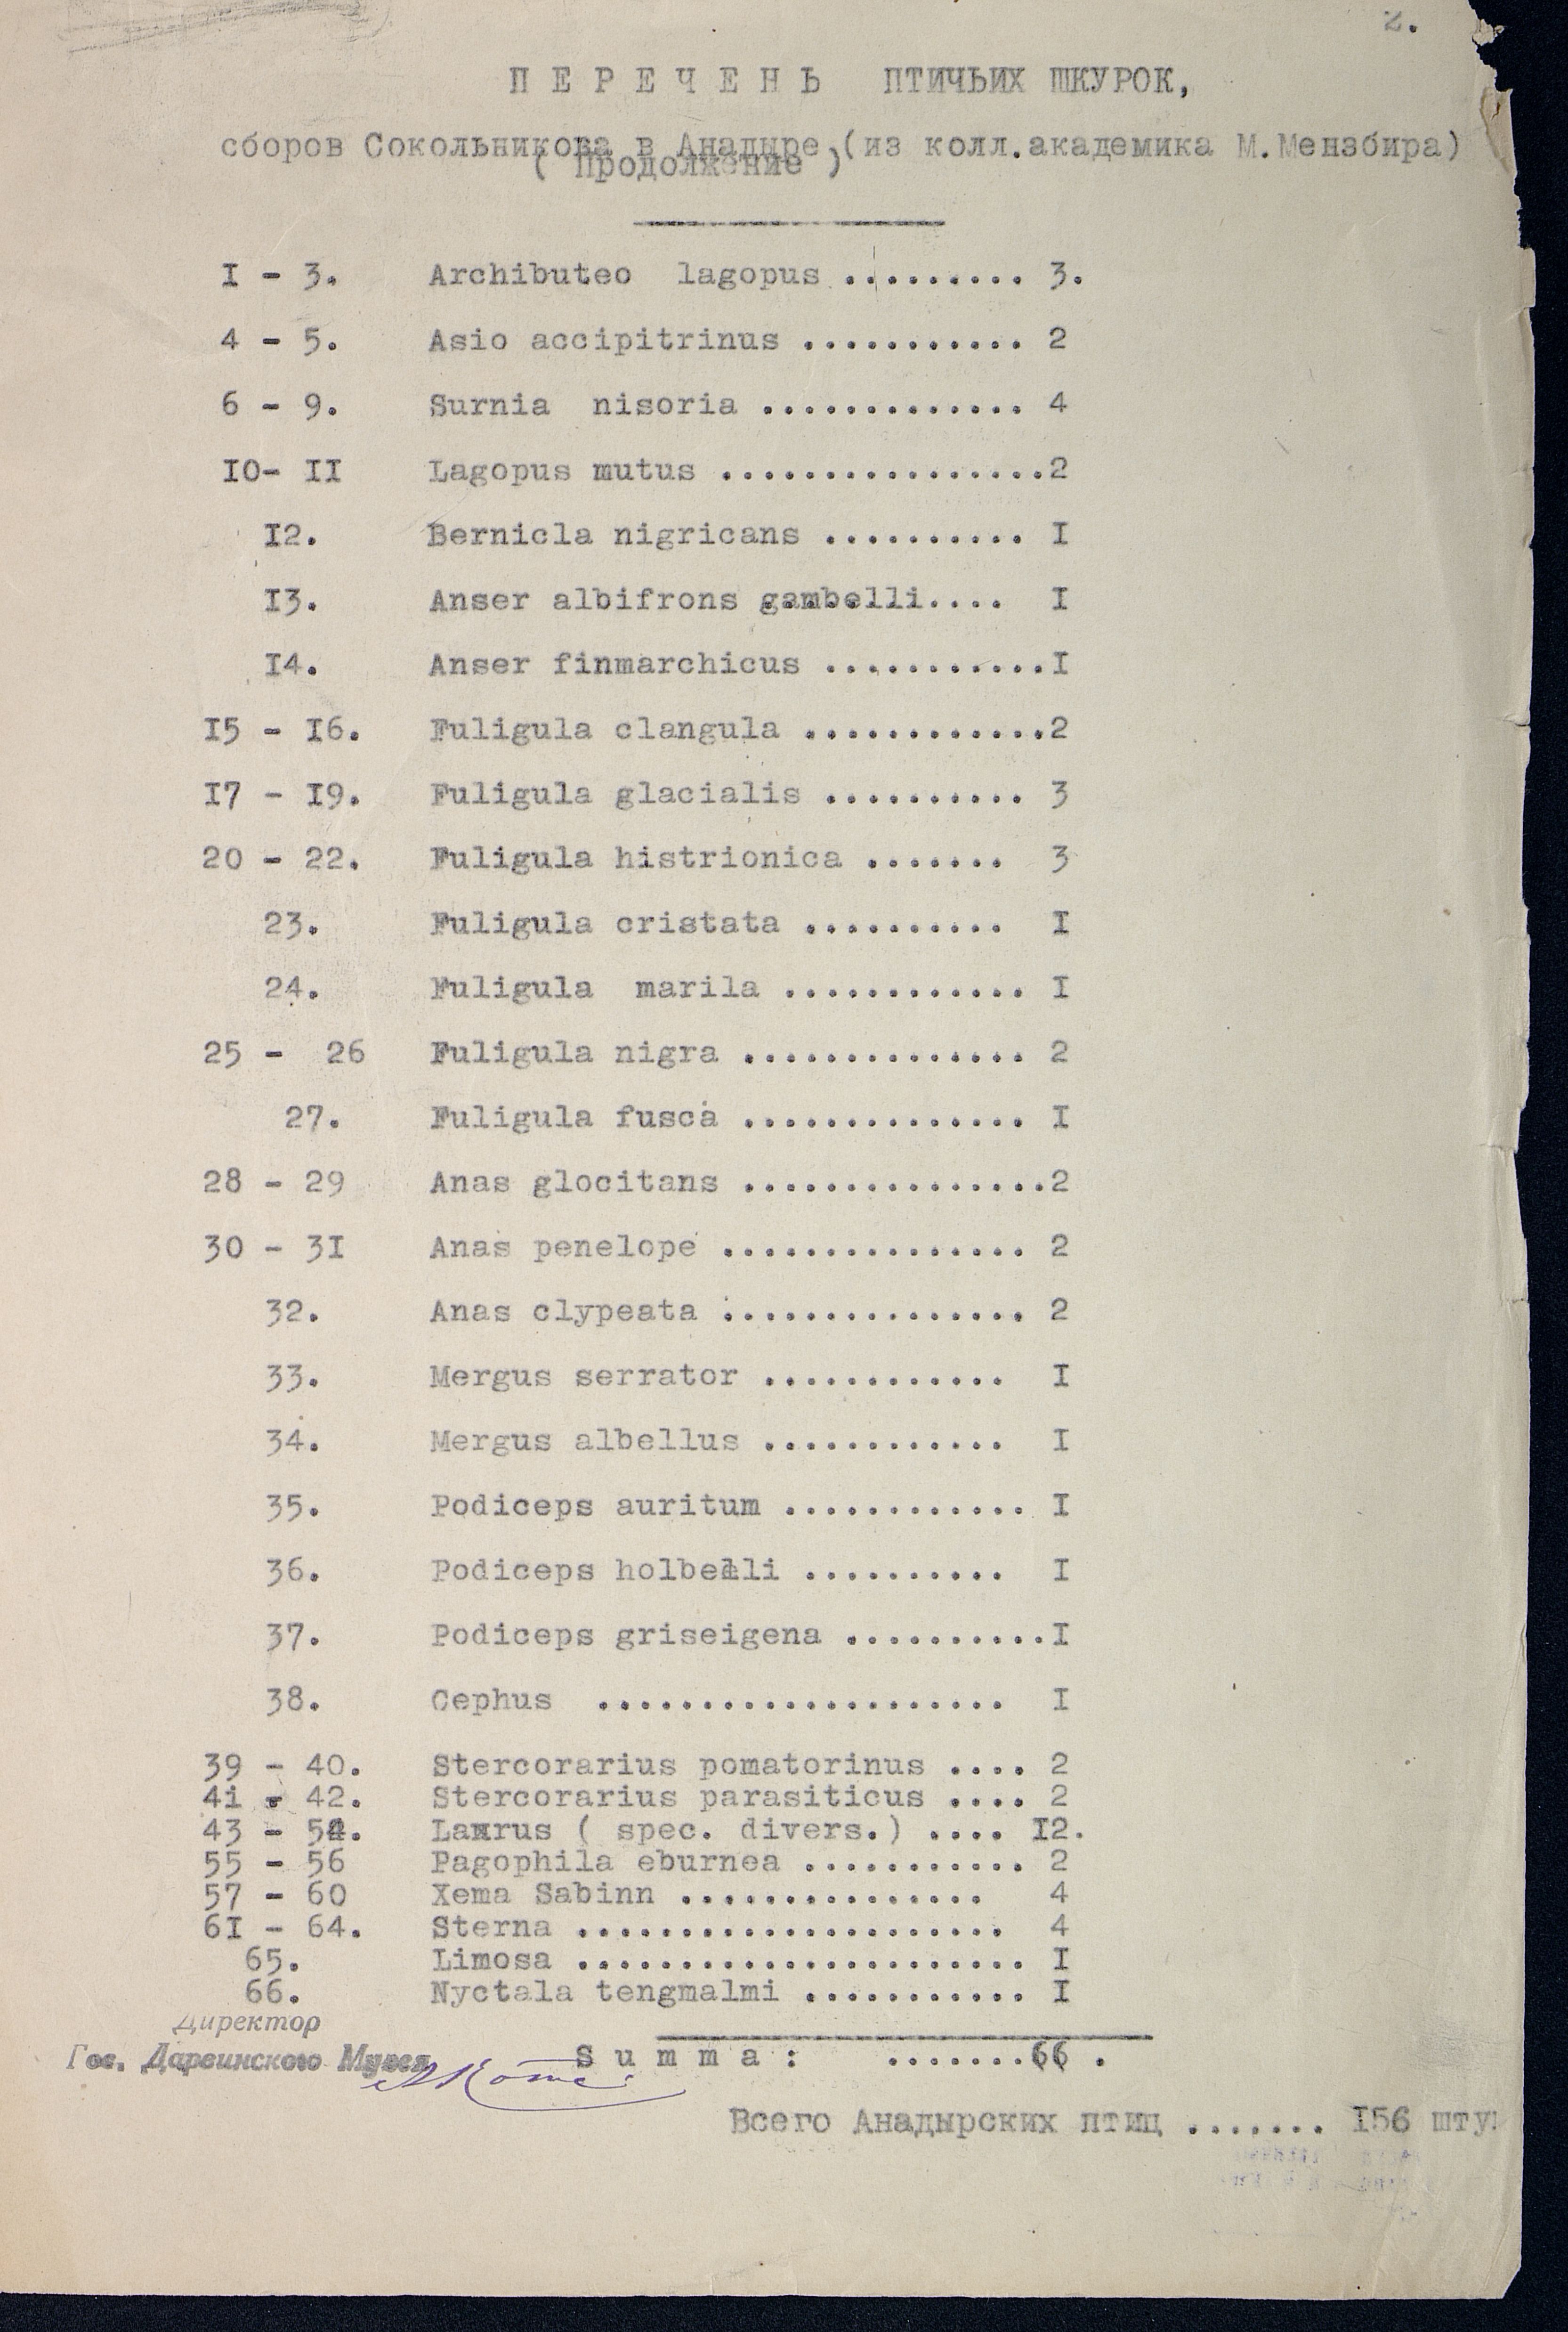 2.
П Е Р Е Ч Е Н Ь ПТИЧЬИХ ШКУРОК,
сборов Сокольникова в Анадыре (из колл.академика М.Мензбира)
( Продолжение )
I - 3. Archibuteo lagopus ......... 3.
4 - 5. Asio accipitrinus ........... 2
6 - 9. Surnia nisoria ............. 4
IO- II Lagopus mutus ................2
I2. Bernicla nigricans .......... I
I3. Anser albifrons gambelli.... I
I4. Anser finmarchicus ...........I
I5 - I6. Fuligula clangula ............2
I7 - I9. Fuligula glacialis .......... 3
20 - 22. Fuligula histrionica ....... 3
23. Fuligula cristata .......... I
24. Fuligula marila ............ I
25 - 26 Fuligula nigra .............. 2
27. Fuligula fusca .............. I
28 - 29 Anas glocitans ...............2
30 - 3I Anas penelope ............... 2
32. Anas clypeata ............... 2
33. Mergus serrator ............ I
34. Mergus albellus ............ I
35. Podiceps auritum ............ I
36. Podiceps holbelli .......... I
37. Podiceps griseigena ..........I
38. Cephus .................... I
39 - 40. Stercorarius pomatorinus .... 2
4i - 42. Stercorarius parasiticus .... 2
43 - 54. Larus ( spec. divers.) .... I2.
55 - 56 Pagophila eburnea ........... 2
57 - 60 Xema Sabinn ............... 4
6I - 64. Sterna ..................... 4
65. Limosa ...................... I
66. Nyctala tengmalmi ........... I
Директор
Гос. Дарвинского Музея
S u m m a : .......66 .
Всего Анадырских птиц ....... I56 шту